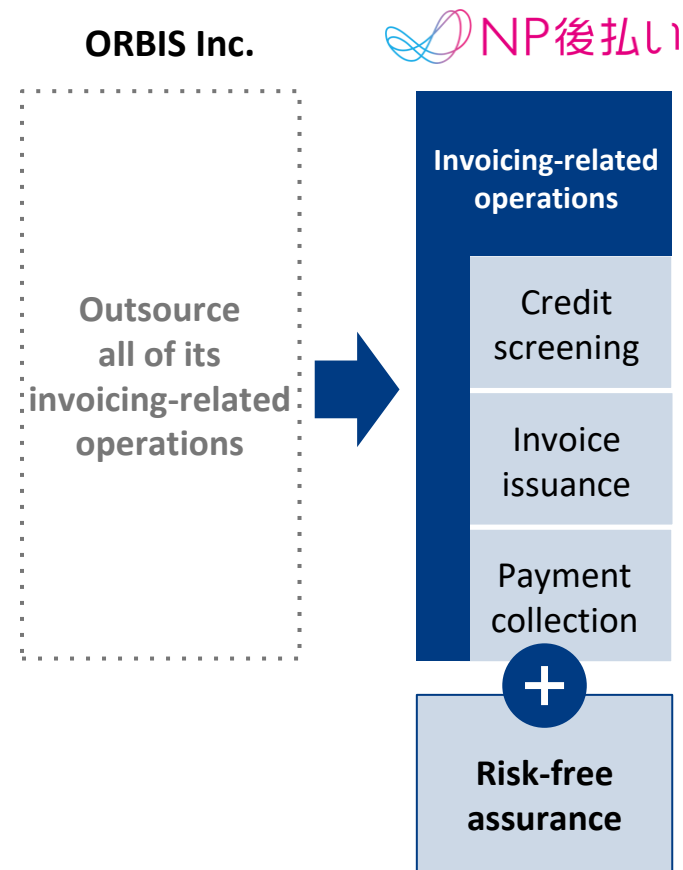 ORBIS Inc.
NP後払い
Outsource
all of its
invoicing-related
operations
Invoicing-related
operations
Credit
screening
Invoice
issuance
Payment
collection
+
Risk-free
assurance